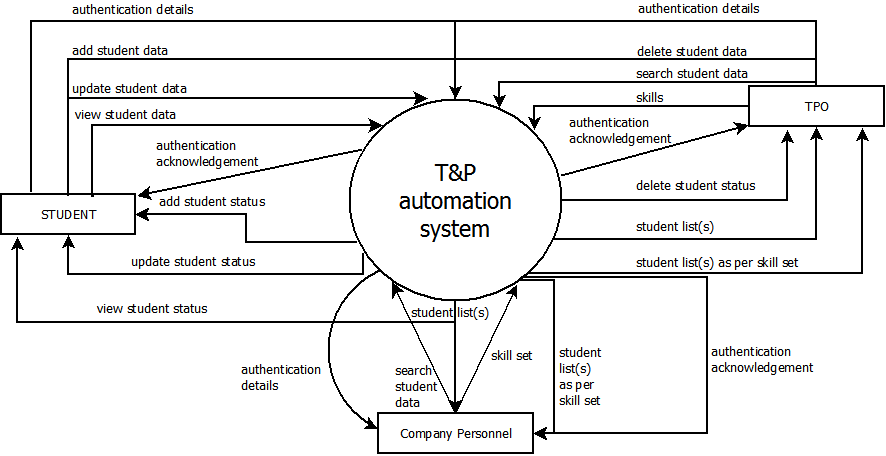 authentication details
authentication details
add student data
delete student data
search student data
update student data
skills
TPO
view student data
authentication
acknowledgement
authentication
acknowledgement
T&P
automation
system
delete student status
add student status
STUDENT
student list(s)
update student status
student list(s) as per skill set
view student status
student list(s)
skill set
student
list(s)
as per
skill set
authentication
acknowledgement
authentication
details
search
student
data
Company Personnel